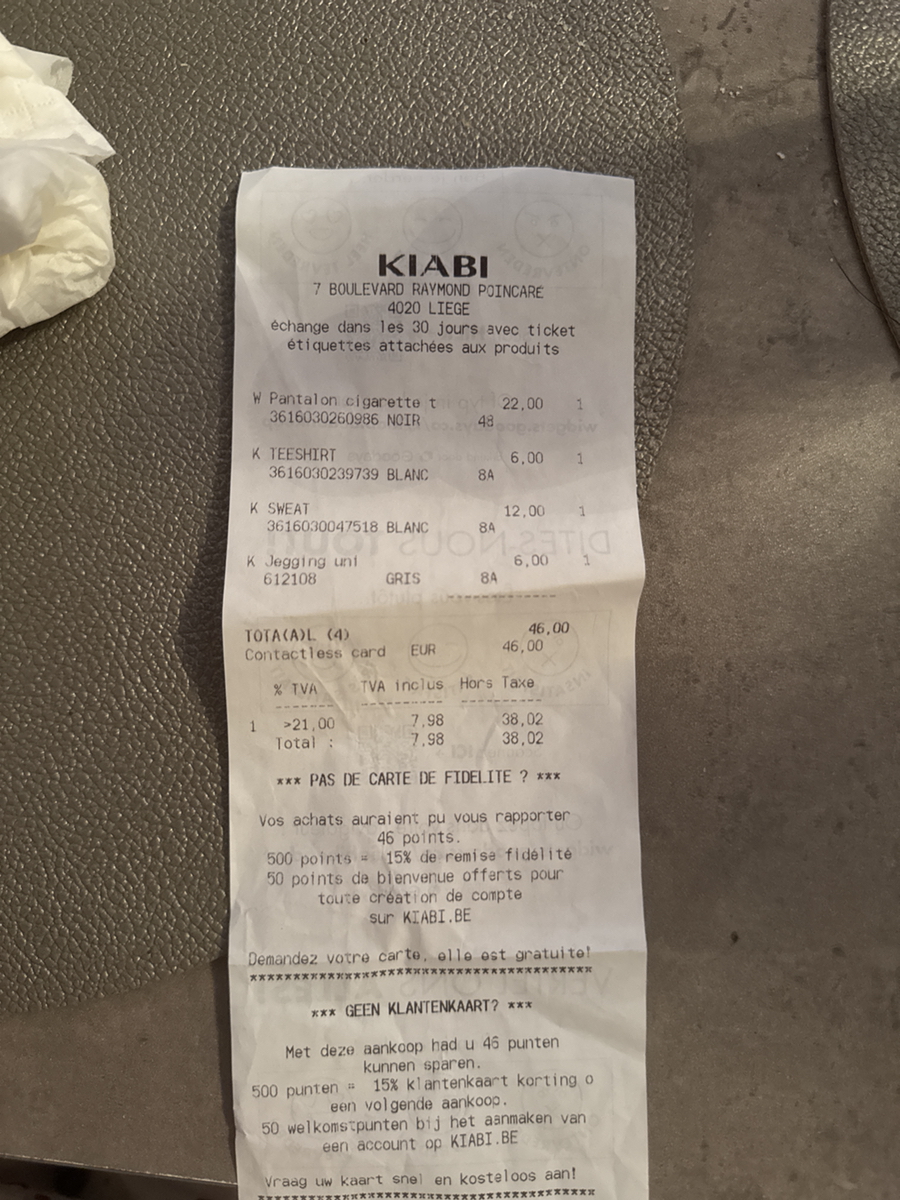 KIABI
7 BOULEVARD RAYMOND POINCARE
4020 LIEGE
échange dans les 30 jours avec ticket
étiquettes attachées aux produits
W Pantalon cigarette t 22,00 1
3616030260986 NOIR 48
K TEESHIRT 6,00 1
3616030239739 BLANC 8A
K SWEAT 12,00 1
3616030047518 BLANC 8A
K Jegging uni 6,00 1
612108 GRIS 8A
------------
TOTA(A)L (4) 46,00
Contactless card EUR 46,00
% TVA TVA inclus Hors Taxe
------- ---------- ----------
1 >21,00 7,98 38,02
Total : 7,98 38,02
*** PAS DE CARTE DE FIDELITE ? ***
Vos achats auraient pu vous rapporter
46 points.
500 points = 15% de remise fidélité
50 points de bienvenue offerts pour
toute création de compte
sur KIABI.BE
Demandez votre carte, elle est gratuite!
****************************************
*** GEEN KLANTENKAART? ***
Met deze aankoop had u 46 punten
kunnen sparen.
500 punten = 15% klantenkaart korting o
een volgende aankoop.
50 welkomstpunten bij het aanmaken van
een account op KIABI.BE
Vraag uw kaart snel en kosteloos aan!
****************************************